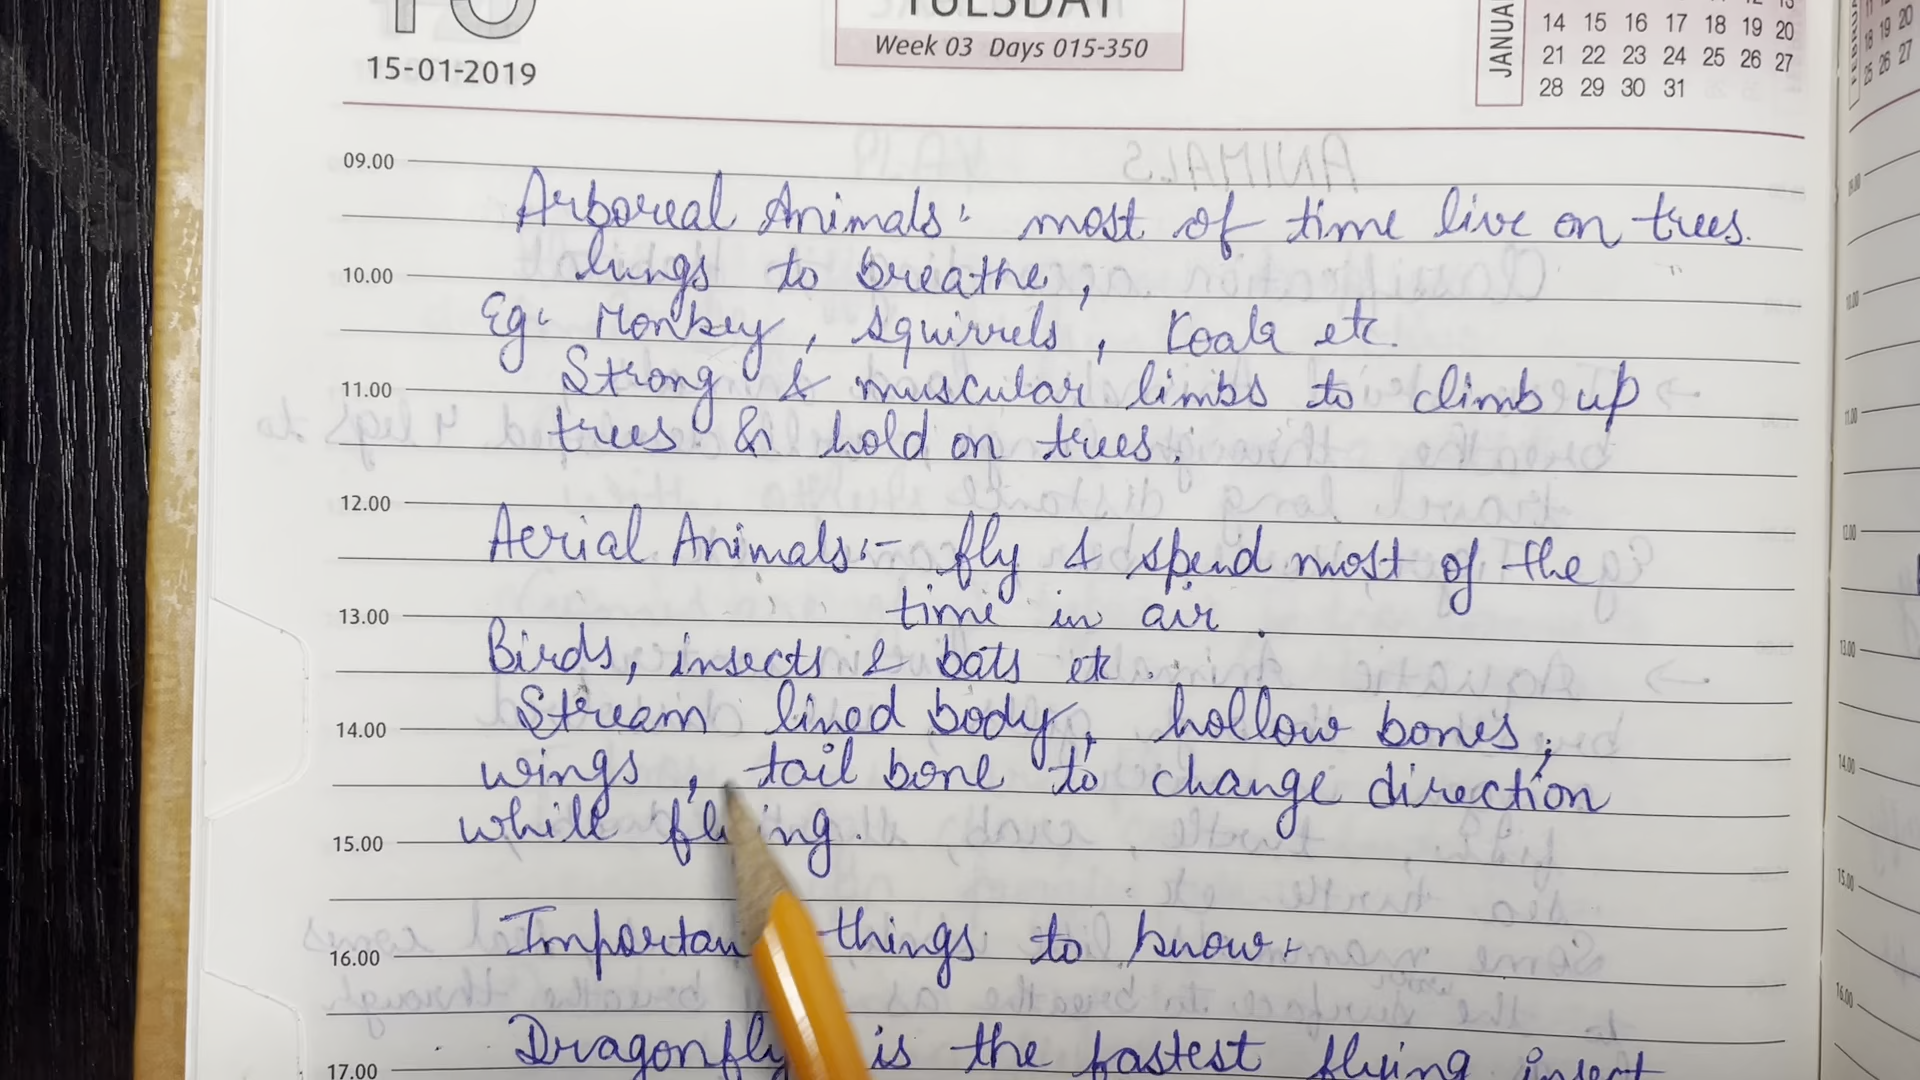 TUESDAY
Week 03 Days 015-350
15-01-2019
14 15 16 17 18 19 20
21 22 23 24 25 26 27
28 29 30 31
09.00
Arboreal Animals: most of time live on trees.
10.00 lungs to breathe,
Eg: Monkey, squirrels, Koala etc.
11.00 Strong & muscular limbs to climb up
trees & hold on trees.
12.00
Aerial Animals:- fly & spend most of the
13.00 time in air.
Birds, insects & bats etc.
14.00 Stream lined body, hollow bones,
wings, tail bone to change direction
15.00 while flying.
16.00 Important things to know:
17.00 Dragonfly is the fastest flying insect